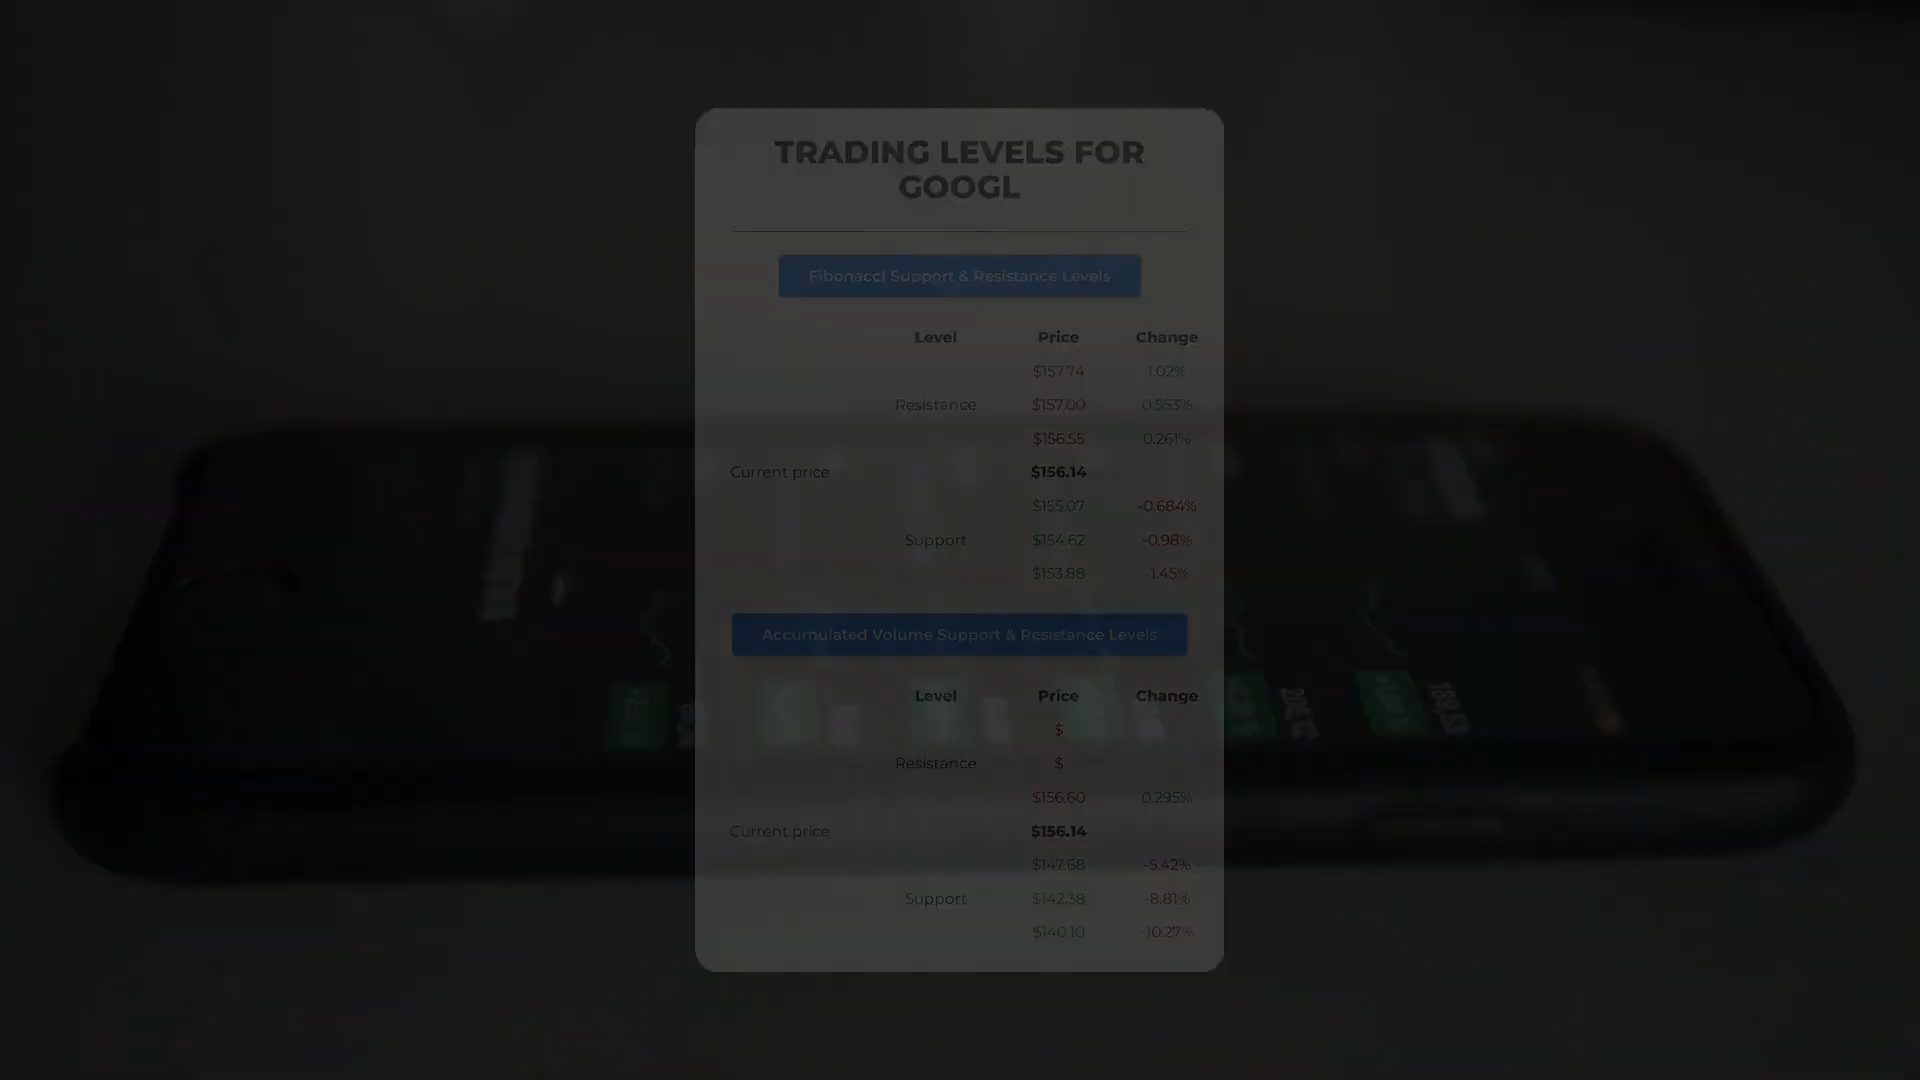 TRADING LEVELS FOR
GOOGL
Fibonacci Support & Resistance Levels
Level Price Change
$157.74 1.02%
Resistance $157.00 0.553%
$156.55 0.261%
Current price $156.14
$155.07 -0.684%
Support $154.62 -0.98%
$153.88 -1.45%
Accumulated Volume Support & Resistance Levels
Level Price Change
$
Resistance $
$156.60 0.295%
Current price $156.14
$147.68 -5.42%
Support $142.38 -8.81%
$140.10 -10.27%